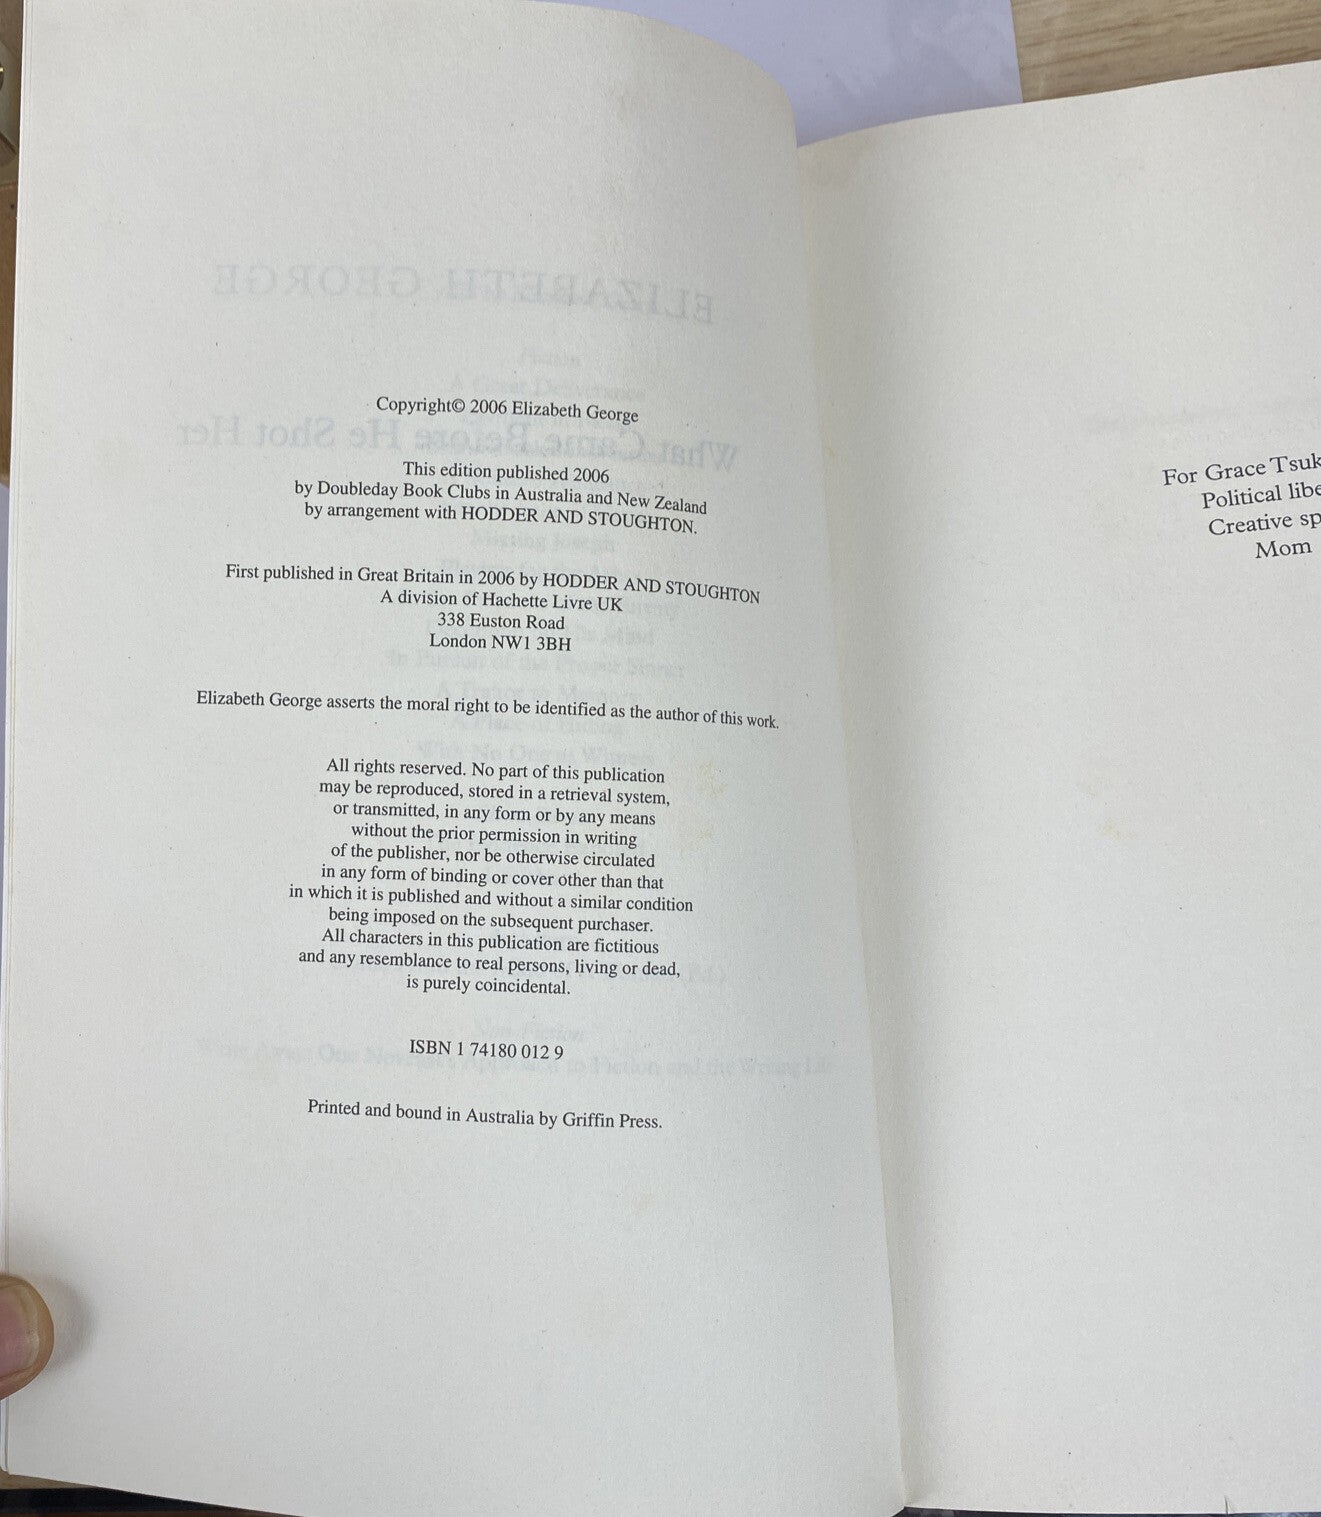 Copyright© 2006 Elizabeth George
This edition published 2006
by Doubleday Book Clubs in Australia and New Zealand
by arrangement with HODDER AND STOUGHTON.
First published in Great Britain in 2006 by HODDER AND STOUGHTON
A division of Hachette Livre UK
338 Euston Road
London NW1 3BH
Elizabeth George asserts the moral right to be identified as the author of this work.
All rights reserved. No part of this publication
may be reproduced, stored in a retrieval system,
or transmitted, in any form or by any means
without the prior permission in writing
of the publisher, nor be otherwise circulated
in any form of binding or cover other than that
in which it is published and without a similar condition
being imposed on the subsequent purchaser.
All characters in this publication are fictitious
and any resemblance to real persons, living or dead,
is purely coincidental.
ISBN 1 74180 012 9
Printed and bound in Australia by Griffin Press.
For Grace Tsuk
Political libe
Creative sp
Mom